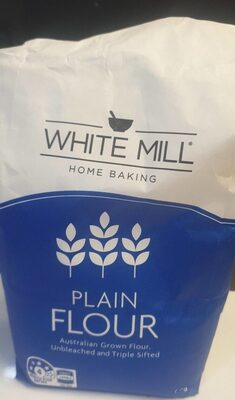 WHITE MILL®
HOME BAKING
PLAIN
FLOUR
Australian Grown Flour,
Unbleached and Triple Sifted